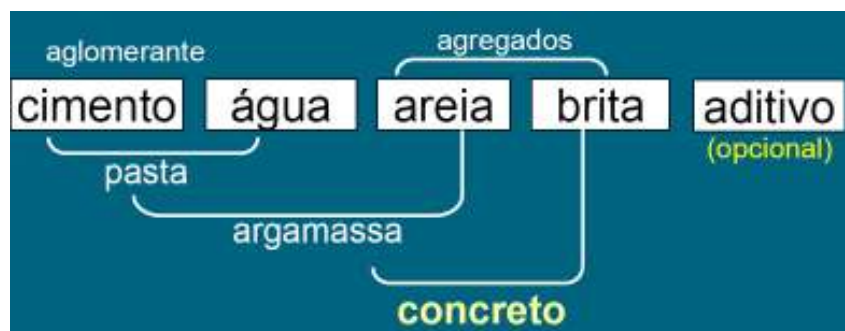 aglomerante
agregados
cimento água areia brita aditivo
(opcional)
pasta
argamassa
concreto